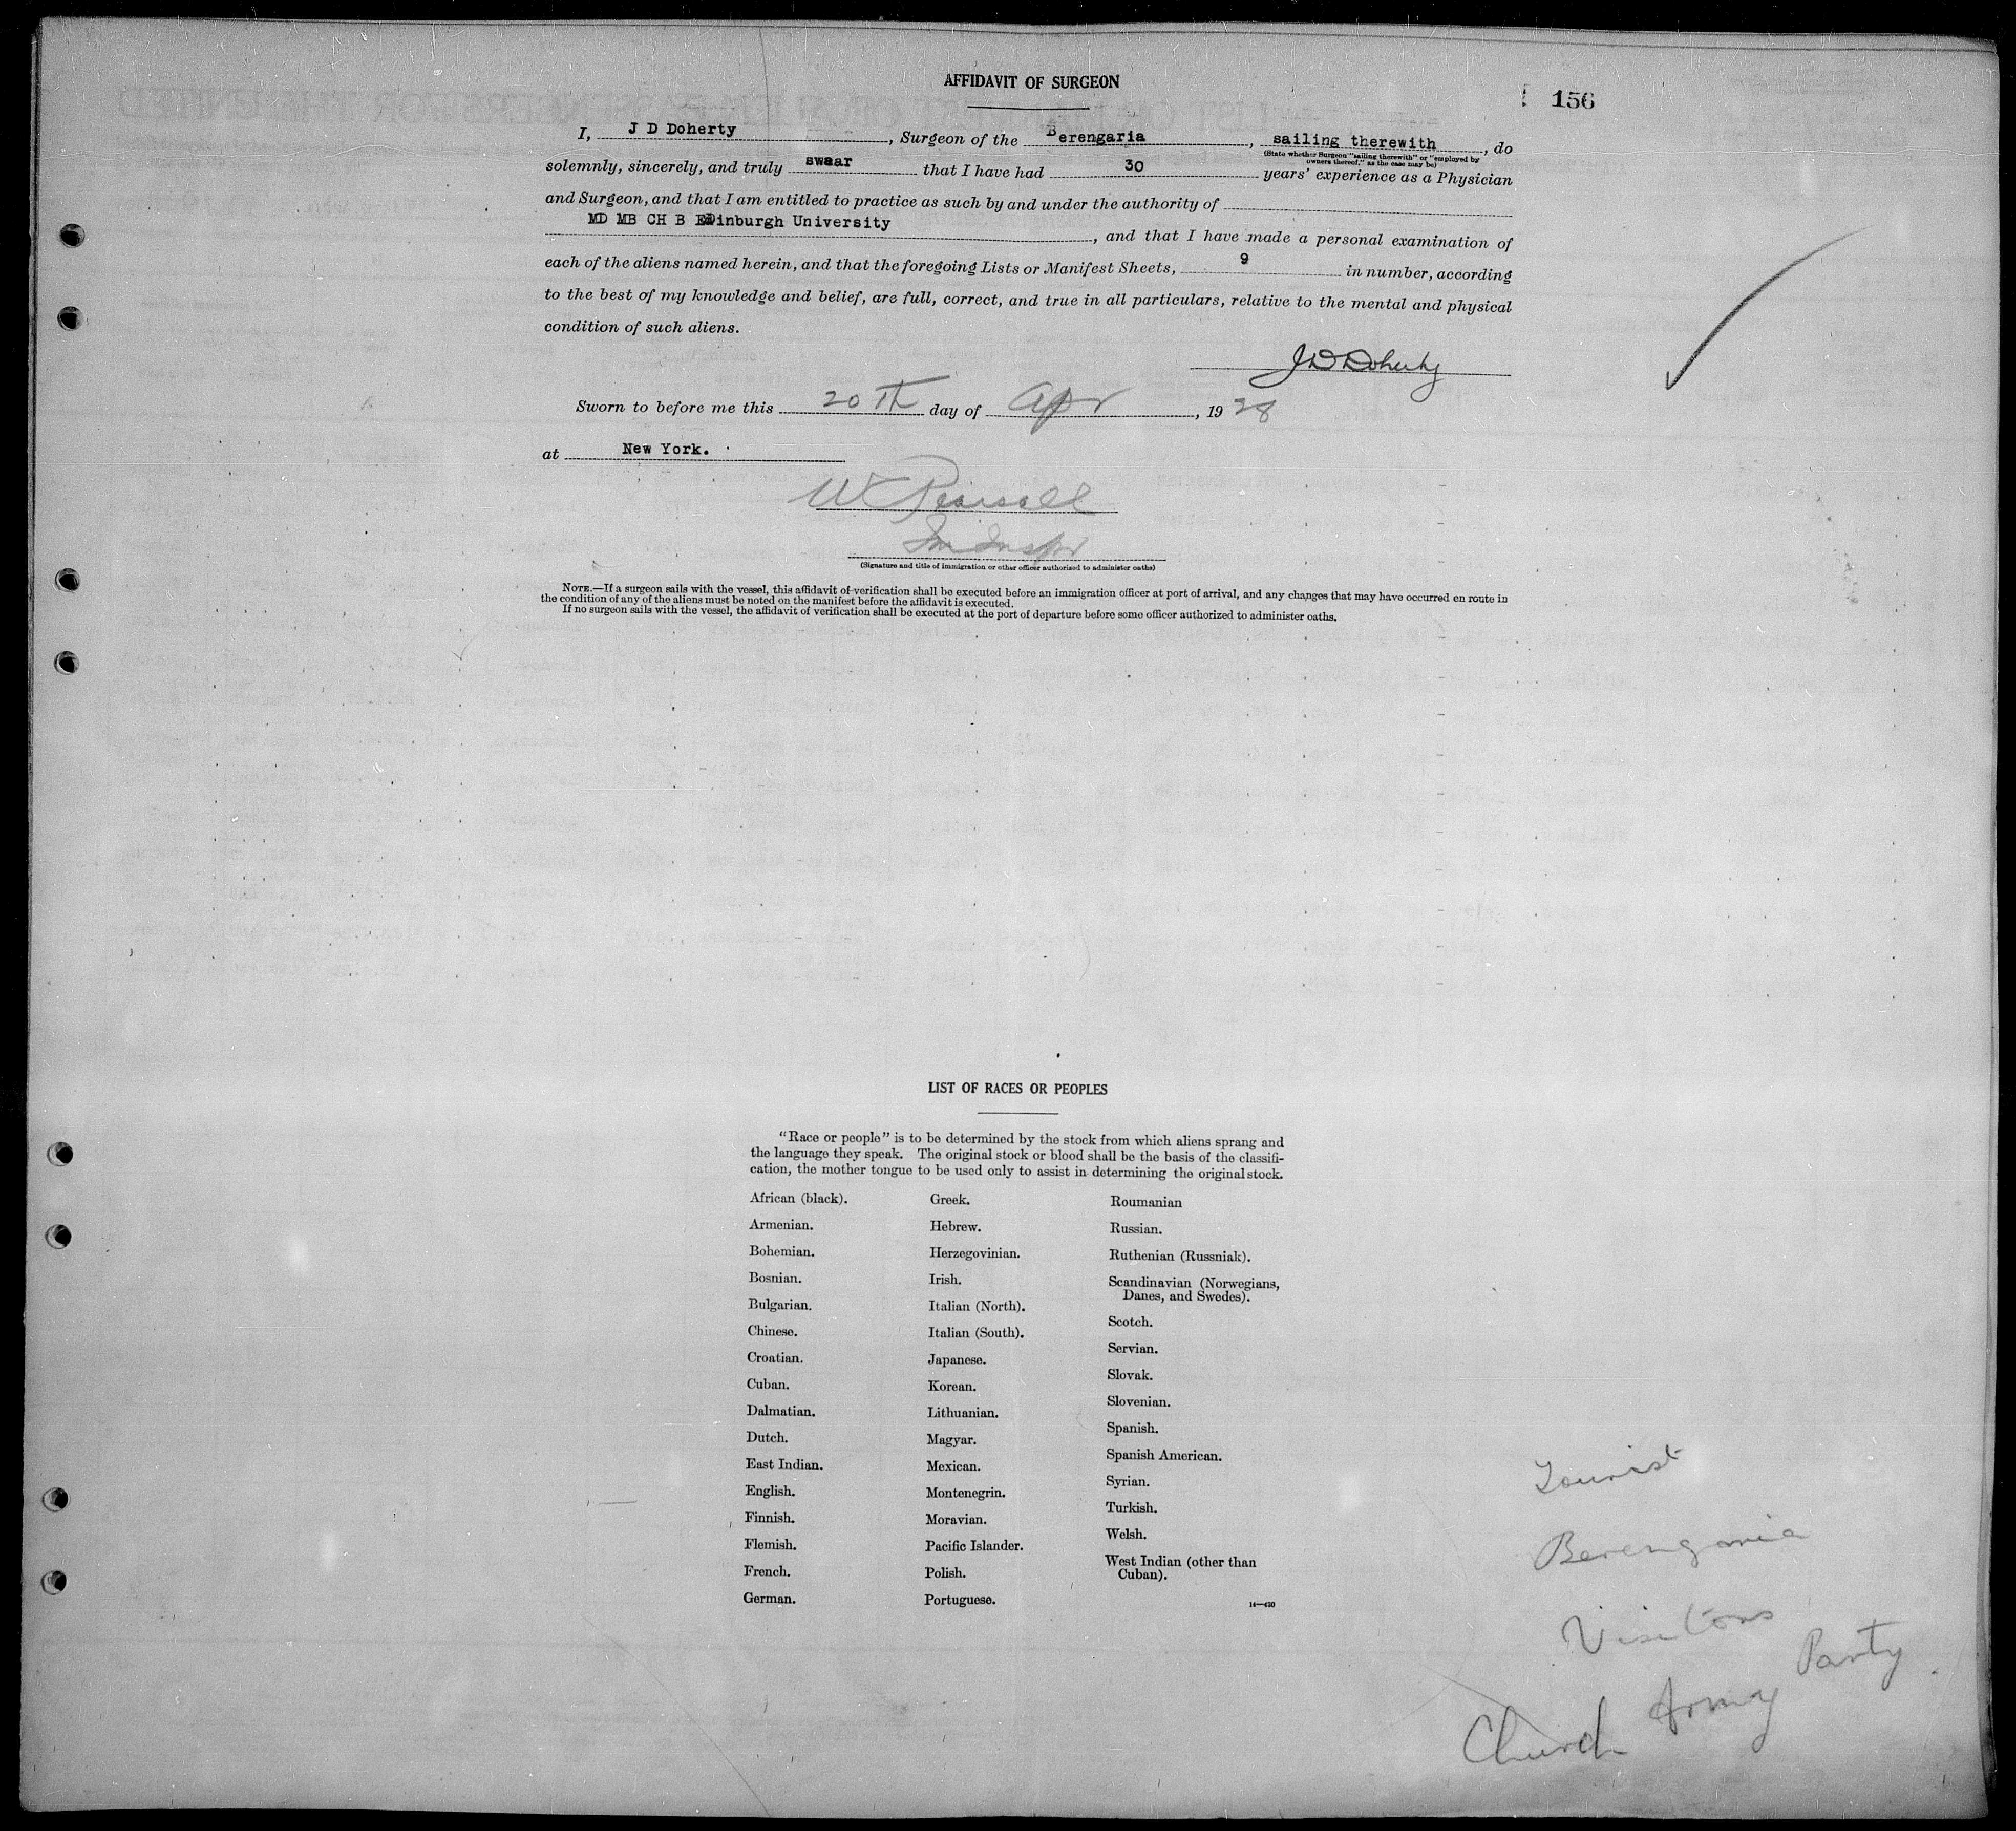 AFFIDAVIT OF SURGEON
156
I, J D Doherty, Surgeon of the Berengaria, sailing therewith, do
(State whether Surgeon "sailing therewith" or "employed by
owners thereof," as the case may be)
solemnly, sincerely, and truly swear that I have had 30 years' experience as a Physician
and Surgeon, and that I am entitled to practice as such by and under the authority of
MD MB CH B Edinburgh University, and that I have made a personal examination of
each of the aliens named herein, and that the foregoing Lists or Manifest Sheets, 9 in number, according
to the best of my knowledge and belief, are full, correct, and true in all particulars, relative to the mental and physical
condition of such aliens.
J D Doherty
Sworn to before me this 20th day of Apr, 1928
at New York.
W Pearsall
Im Inspr
(Signature and title of immigration or other officer authorized to administer oaths)
NOTE.—If a surgeon sails with the vessel, this affidavit of verification shall be executed before an immigration officer at port of arrival, and any changes that may have occurred en route in
the condition of any of the aliens must be noted on the manifest before the affidavit is executed.
If no surgeon sails with the vessel, the affidavit of verification shall be executed at the port of departure before some officer authorized to administer oaths.
LIST OF RACES OR PEOPLES
"Race or people" is to be determined by the stock from which aliens sprang and
the language they speak. The original stock or blood shall be the basis of the classifi-
cation, the mother tongue to be used only to assist in determining the original stock.
African (black).
Armenian.
Bohemian.
Bosnian.
Bulgarian.
Chinese.
Croatian.
Cuban.
Dalmatian.
Dutch.
East Indian.
English.
Finnish.
Flemish.
French.
German.
Greek.
Hebrew.
Herzegovinian.
Irish.
Italian (North).
Italian (South).
Japanese.
Korean.
Lithuanian.
Magyar.
Mexican.
Montenegrin.
Moravian.
Pacific Islander.
Polish.
Portuguese.
Roumanian
Russian.
Ruthenian (Russniak).
Scandinavian (Norwegians,
Danes, and Swedes).
Scotch.
Servian.
Slovak.
Slovenian.
Spanish.
Spanish American.
Syrian.
Turkish.
Welsh.
West Indian (other than
Cuban).
14—430
Tourist
Berengaria
Visitors
Church Army Party